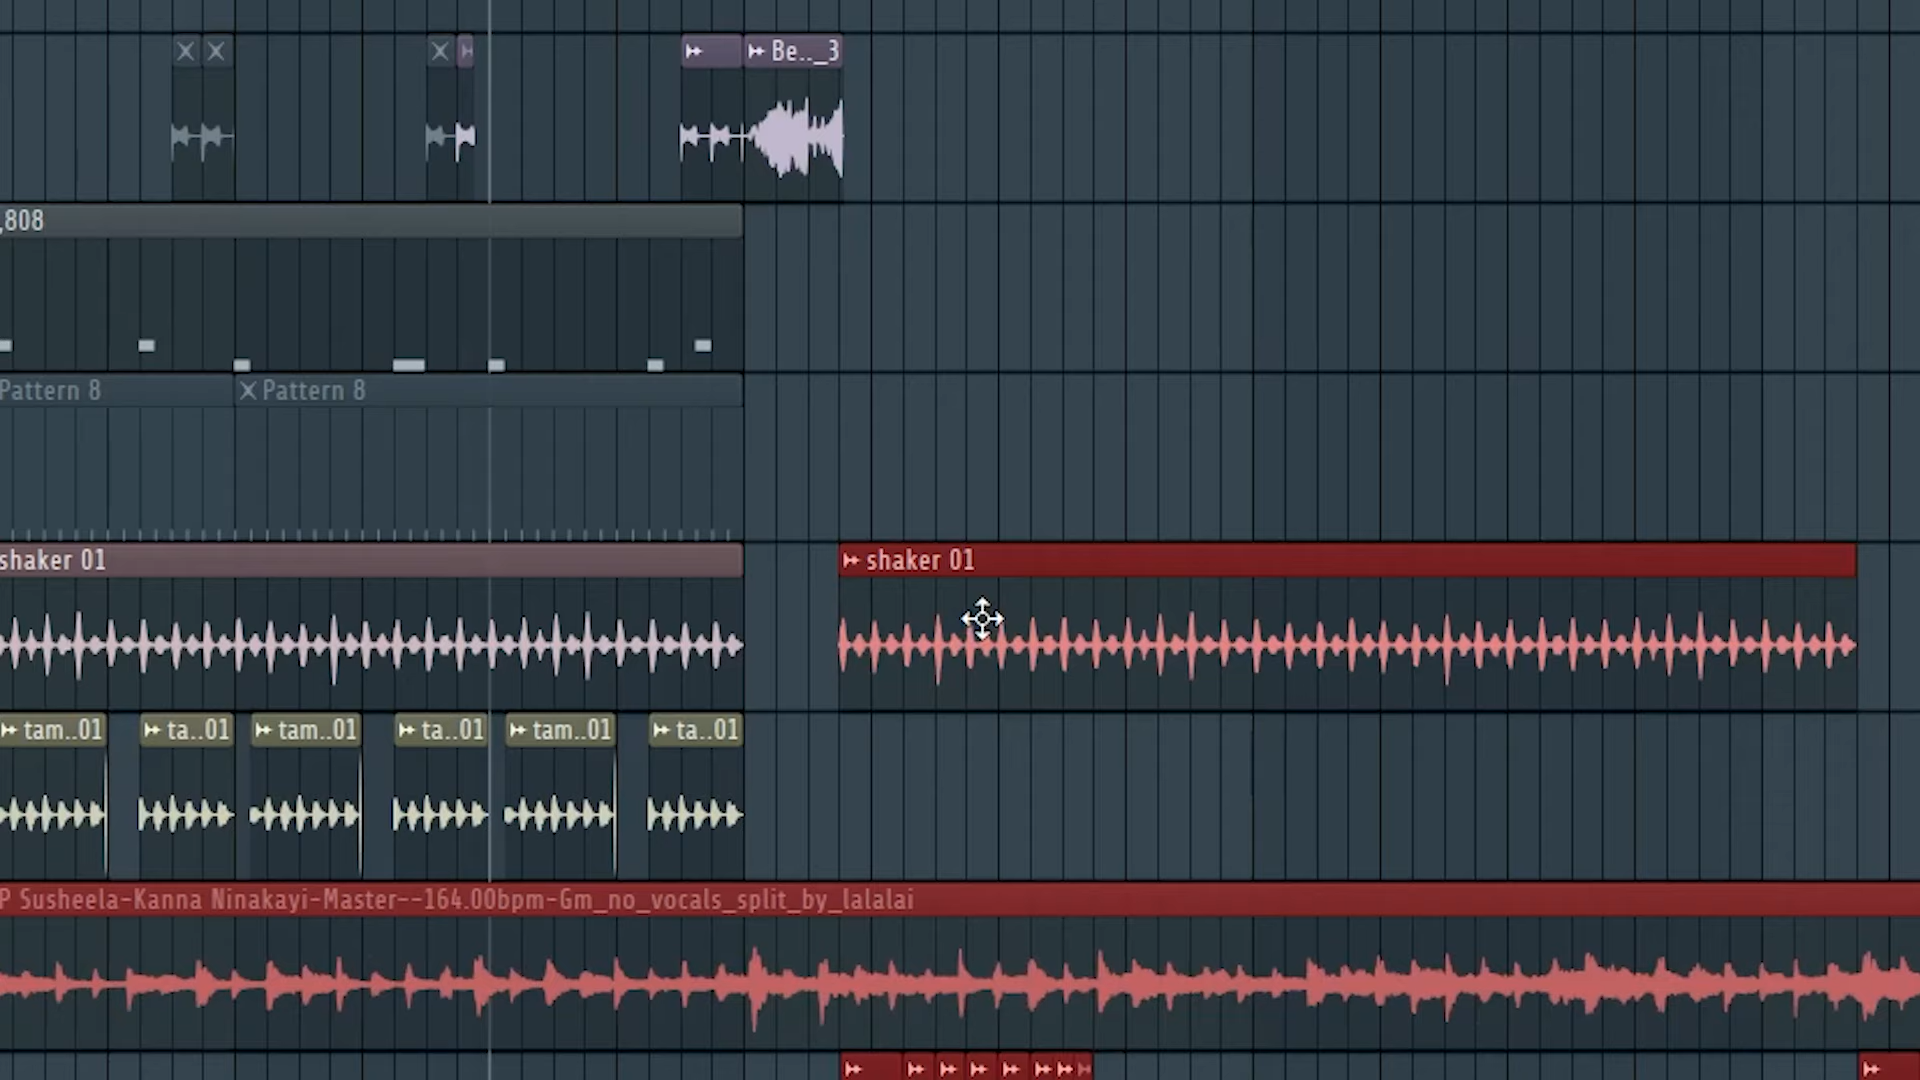 Be.._3
,808
Pattern 8
Pattern 8
shaker 01
shaker 01
tam..01
ta..01
tam..01
ta..01
tam..01
ta..01
P Susheela-Kanna Ninakayi-Master--164.00bpm-Gm_no_vocals_split_by_lalalai